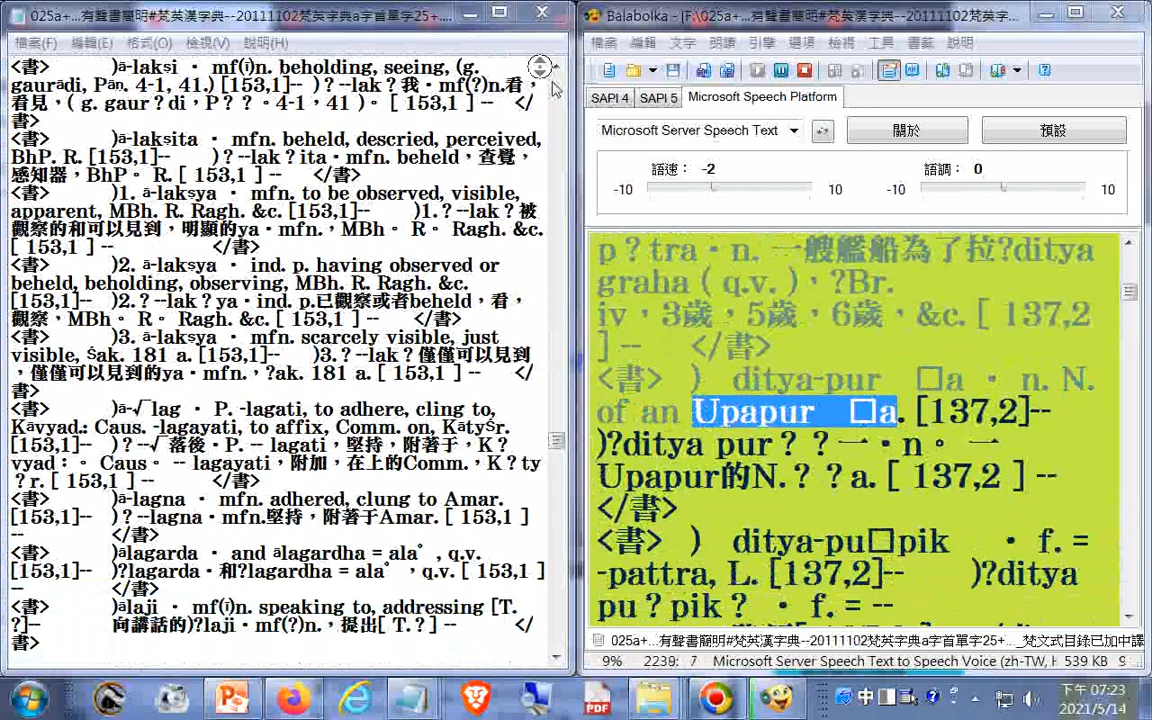 025a+...有聲書簡明#梵英漢字典--20111102梵英字典a字首單字25+...
檔案(F) 編輯(E) 格式(O) 檢視(V) 說明(H)
<書> )ā-lakṣi · mf(ī)n. beholding, seeing, (g.
gaurādi, Pāṇ. 4-1, 41.) [153,1]-- )? --lak ? 我·mf(?)n.看，
看見，( g. gaur ? di，P ? ? 。4-1，41 )。 [ 153,1 ] -- </
書>
<書> )ā-lakṣita · mfn. beheld, descried, perceived,
BhP. R. [153,1]-- )? --lak ? ita·mfn. beheld，查覺，
感知器，BhP。 R. [ 153,1 ] -- </書>
<書> )1. ā-lakṣya · mfn. to be observed, visible,
apparent, MBh. R. Ragh. &c. [153,1]-- )1. ? --lak ? 被
觀察的和可以見到，明顯的ya·mfn.，MBh。 R。 Ragh. &c.
[ 153,1 ] -- </書>
<書> )2. ā-lakṣya · ind. p. having observed or
beheld, beholding, observing, MBh. R. Ragh. &c.
[153,1]-- )2. ? --lak ? ya·ind. p.已觀察或者beheld，看，
觀察，MBh。 R。 Ragh. &c. [ 153,1 ] -- </書>
<書> )3. ā-lakṣya · mfn. scarcely visible, just
visible, Śak. 181 a. [153,1]-- )3. ? --lak ? 僅僅可以見到
，僅僅可以見到的ya·mfn.，?ak. 181 a. [ 153,1 ] -- </
書>
<書> )ā-√lag · P. -lagati, to adhere, cling to,
Kāvyad.: Caus. -lagayati, to affix, Comm. on, KātyŚr.
[153,1]-- )? --√ 落後·P. -- lagati，堅持，附著于，K ?
vyad：。 Caus。 -- lagayati，附加，在上的Comm.，K ? ty
? r. [ 153,1 ] -- </書>
<書> )ā-lagna · mfn. adhered, clung to Amar.
[153,1]-- )? --lagna·mfn.堅持，附著于Amar. [ 153,1 ]
-- </書>
<書> )ālagarda · and ālagardha = ala°, q.v.
[153,1]-- )?lagarda·和?lagardha = ala°，q.v. [ 153,1 ]
-- </書>
<書> )ālaji · mf(ī)n. speaking to, addressing [T.
?]-- 向講話的)?laji·mf(?)n.，提出[ T. ? ] -- </
書>
Balabolka - [F:\025a+...有聲書簡明#梵英漢字典--20111102梵英字...
檔案 編輯 文字 朗讀 引擎 選項 檢視 工具 書籤 說明
SAPI 4 SAPI 5 Microsoft Speech Platform
Microsoft Server Speech Text 關於 預設
語速： -2 語調： 0
-10 10 -10 10
p ? tra·n. 一艘艦船為了拉?ditya
graha ( q.v. )，?Br.
iv，3歲，5歲，6歲，&c. [ 137,2
] -- </書>
<書> ) ditya-pur □a · n. N.
of an Upapur □a. [137,2]--
)?ditya pur ? ? 一·n。 一
Upapur的N. ? ? a. [ 137,2 ] --
</書>
<書> ) ditya-pu□pik · f. =
-pattra, L. [137,2]-- )?ditya
pu ? pik ? · f. = --
025a+...有聲書簡明#梵英漢字典--20111102梵英字典a字首單字25+..._梵文式目錄已加中譯
9% 2239: 7 Microsoft Server Speech Text to Speech Voice (zh-TW, H 539 KB 9
中
下午 07:23
2021/5/14